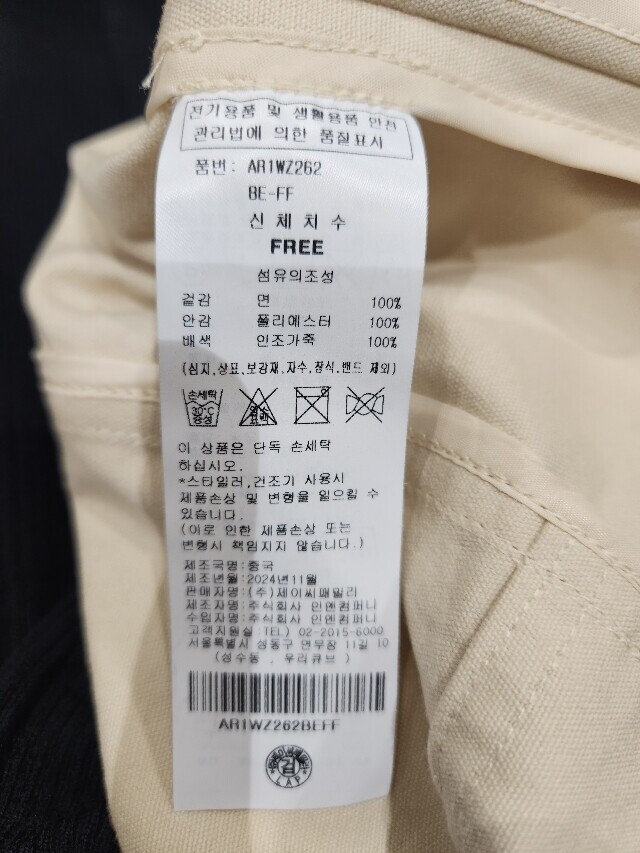 전기용품 및 생활용품 안전
관리법에 의한 품질표시
품번: AR1WZ262
BE-FF
신체치수
FREE
섬유의조성
겉감 면 100%
안감 폴리에스터 100%
배색 인조가죽 100%
(심지,상표,보강재,자수,장식,밴드 제외)
손세탁
30℃
중성
염소
표백
이 상품은 단독 손세탁
하십시오.
*스타일러,건조기 사용시
제품손상 및 변형을 일으킬 수
있습니다.
(이로 인한 제품손상 또는
변형시 책임지지 않습니다.)
제조국명:중국
제조년월:2024년11월
판매자명:(주)제이씨패밀리
제조자명:주식회사 인엔컴퍼니
수입자명:주식회사 인엔컴퍼니
고객지원실:TEL) 02-2015-6000
서울특별시 성동구 연무장 11길 10
(성수동, 우리큐브)
AR1WZ262BEFF
검
LAP